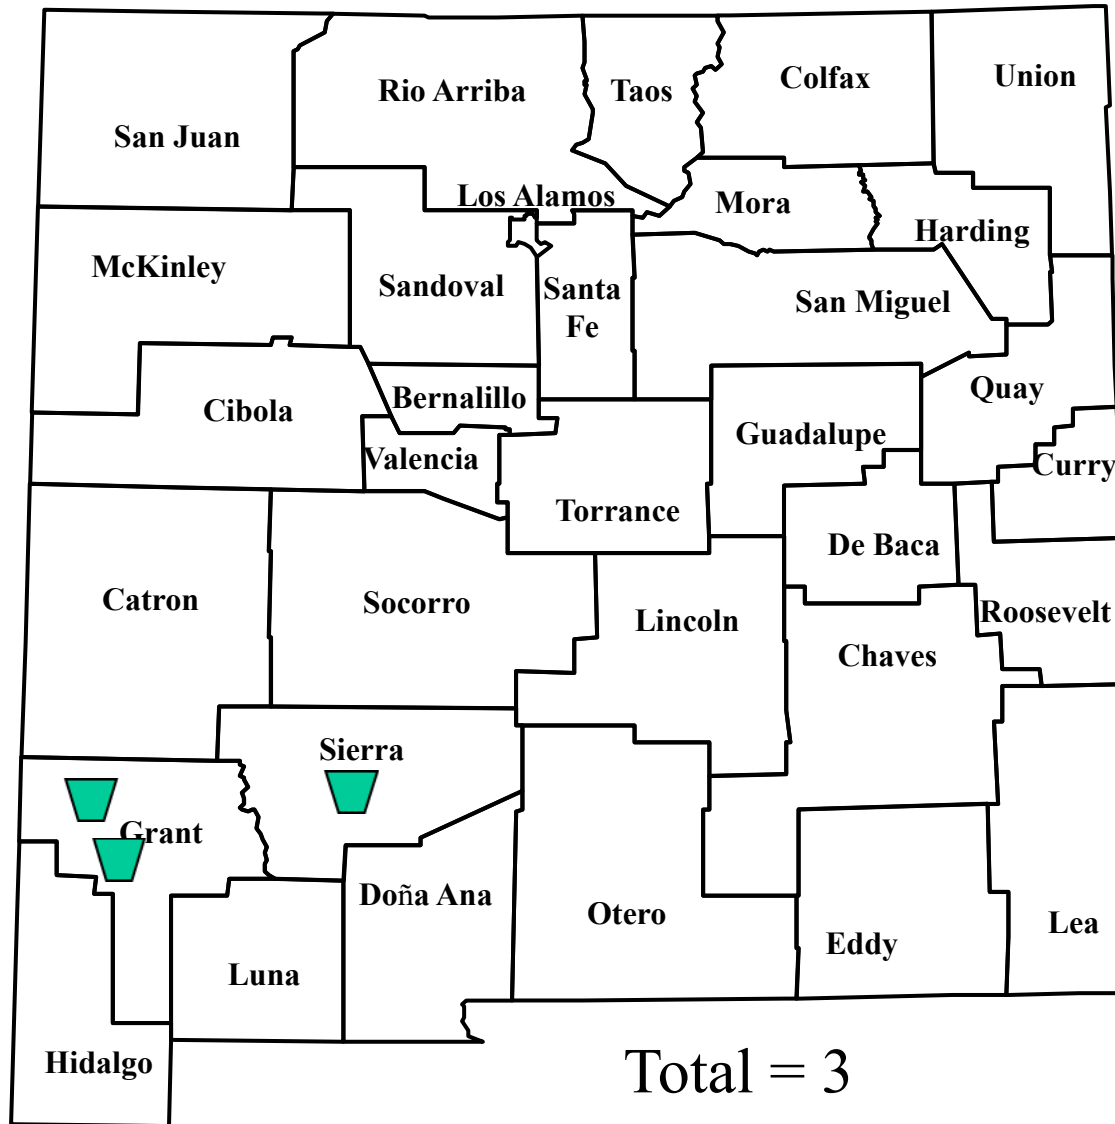 Colfax
Union
Rio Arriba
Taos
San Juan
Los Alamos
Mora
Harding
McKinley
Sandoval
Santa
Fe
San Miguel
Quay
Bernalillo
Cibola
Guadalupe
Valencia
Curry
Torrance
De Baca
Catron
Socorro
Roosevelt
Lincoln
Chaves
Sierra
Grant
Doña Ana
Otero
Lea
Eddy
Luna
Hidalgo
Total = 3